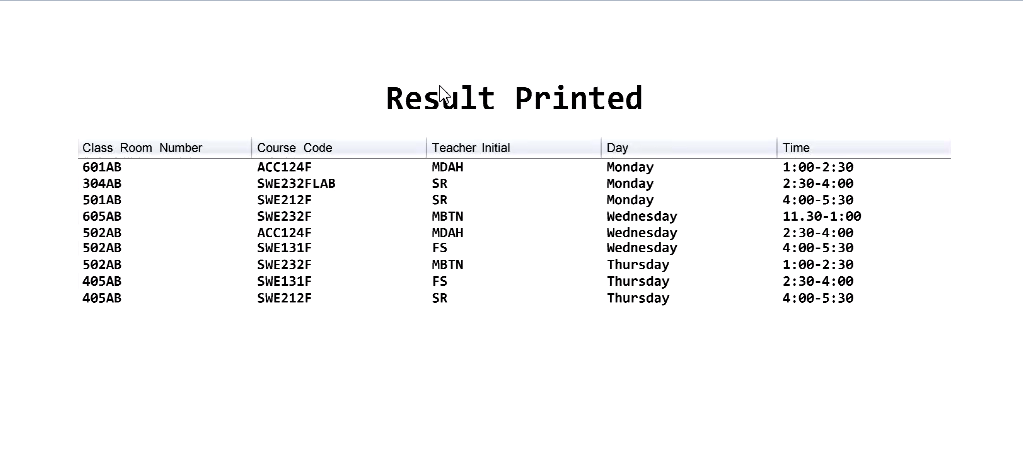 Result Printed
Class Room Number Course Code Teacher Initial Day Time
601AB ACC124F MDAH Monday 1:00-2:30
304AB SWE232FLAB SR Monday 2:30-4:00
501AB SWE212F SR Monday 4:00-5:30
605AB SWE232F MBTN Wednesday 11.30-1:00
502AB ACC124F MDAH Wednesday 2:30-4:00
502AB SWE131F FS Wednesday 4:00-5:30
502AB SWE232F MBTN Thursday 1:00-2:30
405AB SWE131F FS Thursday 2:30-4:00
405AB SWE212F SR Thursday 4:00-5:30